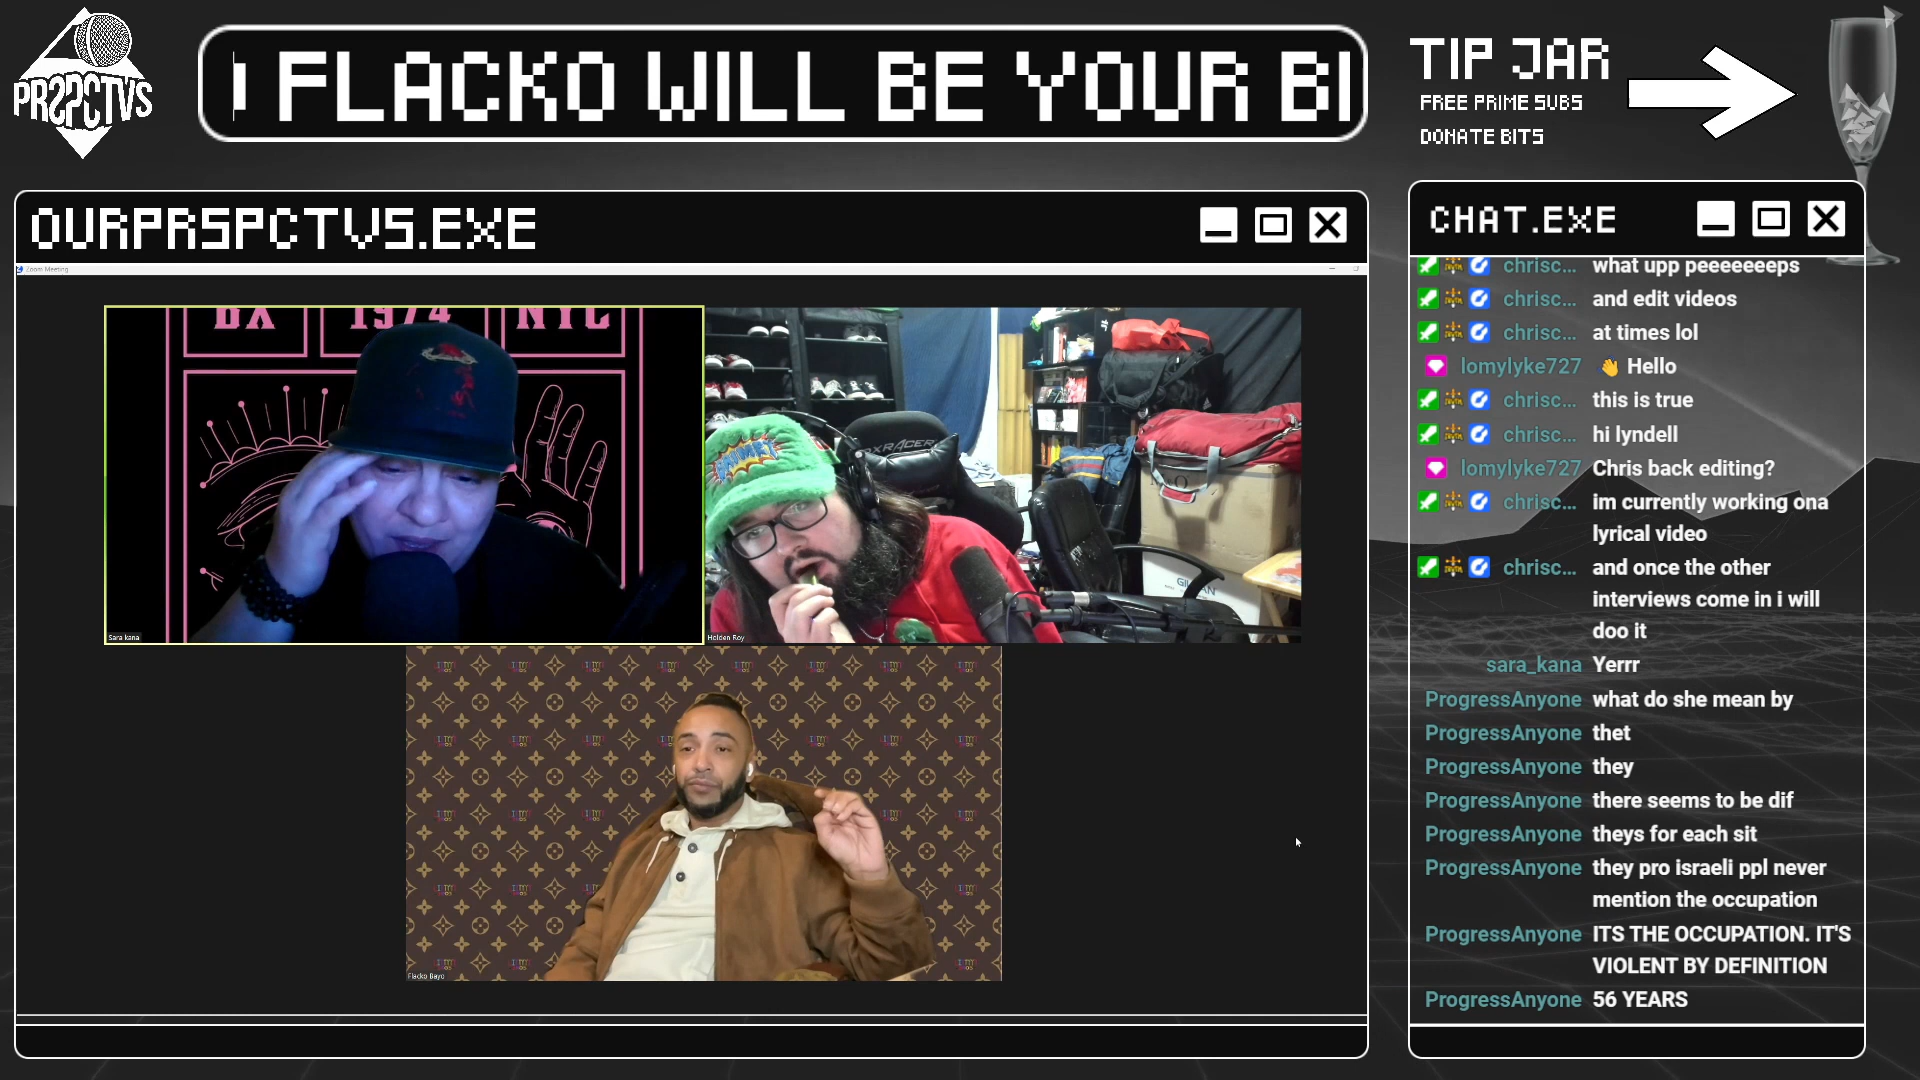 PRSPCTVS
FLACKO WILL BE YOUR
TIP JAR
FREE PRIME SUBS
DONATE BITS
OURPRSPCTVS.EXE
Zoom Meeting
BX 1974 NYC
Sara kana
DXRACER
Holden Roy
Flacko Bayo
CHAT.EXE
chrisc... what upp peeeeeeeps
chrisc... and edit videos
chrisc... at times lol
lomylyke727 👋 Hello
chrisc... this is true
chrisc... hi lyndell
lomylyke727 Chris back editing?
chrisc... im currently working ona
lyrical video
chrisc... and once the other
interviews come in i will
doo it
sara_kana Yerrr
ProgressAnyone what do she mean by
ProgressAnyone thet
ProgressAnyone they
ProgressAnyone there seems to be dif
ProgressAnyone theys for each sit
ProgressAnyone they pro israeli ppl never
mention the occupation
ProgressAnyone ITS THE OCCUPATION. IT'S
VIOLENT BY DEFINITION
ProgressAnyone 56 YEARS